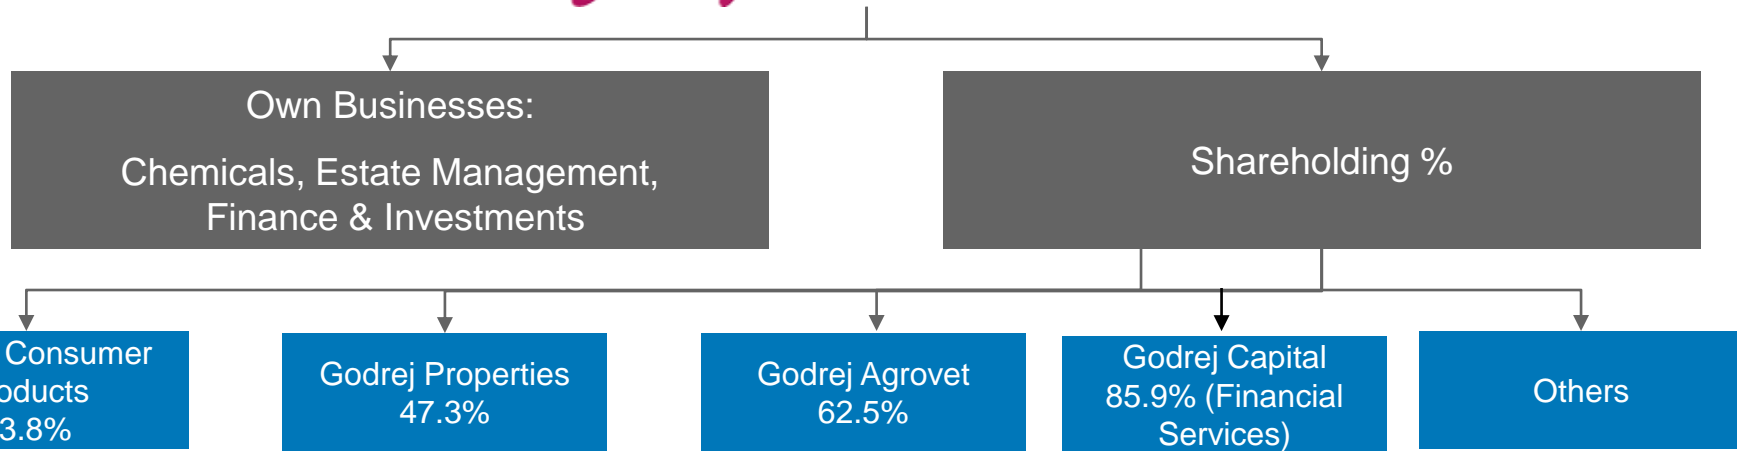 Own Businesses:
Chemicals, Estate Management,
Finance & Investments
Shareholding %
Consumer
3.8%
Godrej Properties
47.3%
Godrej Agrovet
62.5%
Godrej Capital
85.9% (Financial
Services)
Others